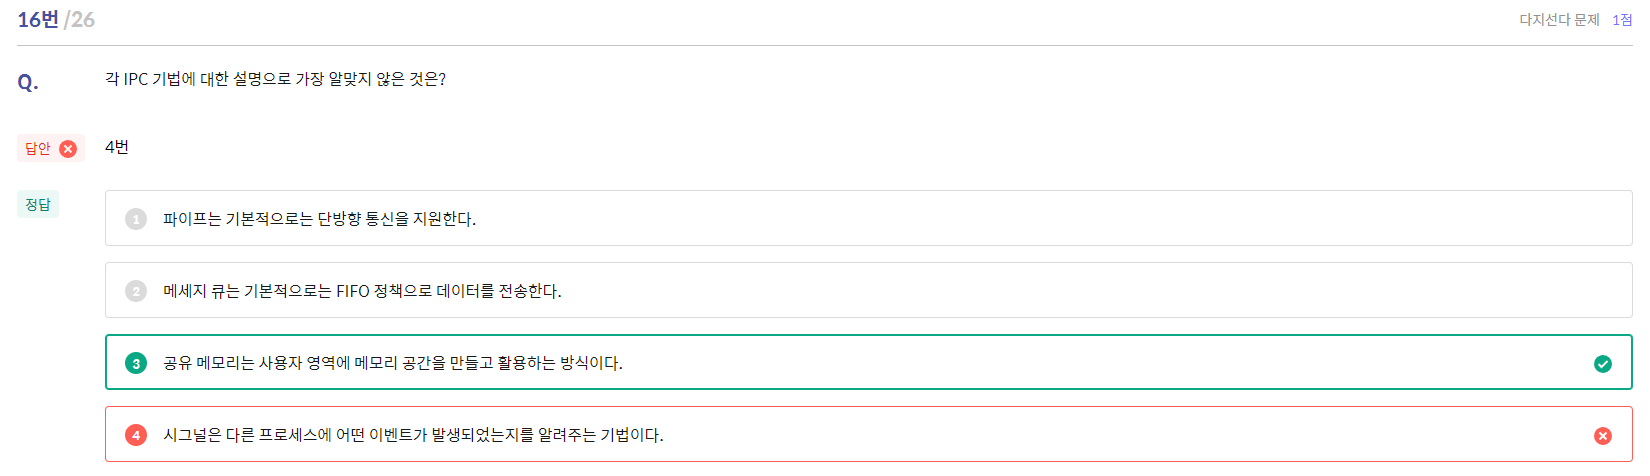 16번 /26
다지선다 문제 1점
Q. 각 IPC 기법에 대한 설명으로 가장 알맞지 않은 것은?
답안 4번
정답
1 파이프는 기본적으로는 단방향 통신을 지원한다.
2 메세지 큐는 기본적으로는 FIFO 정책으로 데이터를 전송한다.
3 공유 메모리는 사용자 영역에 메모리 공간을 만들고 활용하는 방식이다.
4 시그널은 다른 프로세스에 어떤 이벤트가 발생되었는지를 알려주는 기법이다.